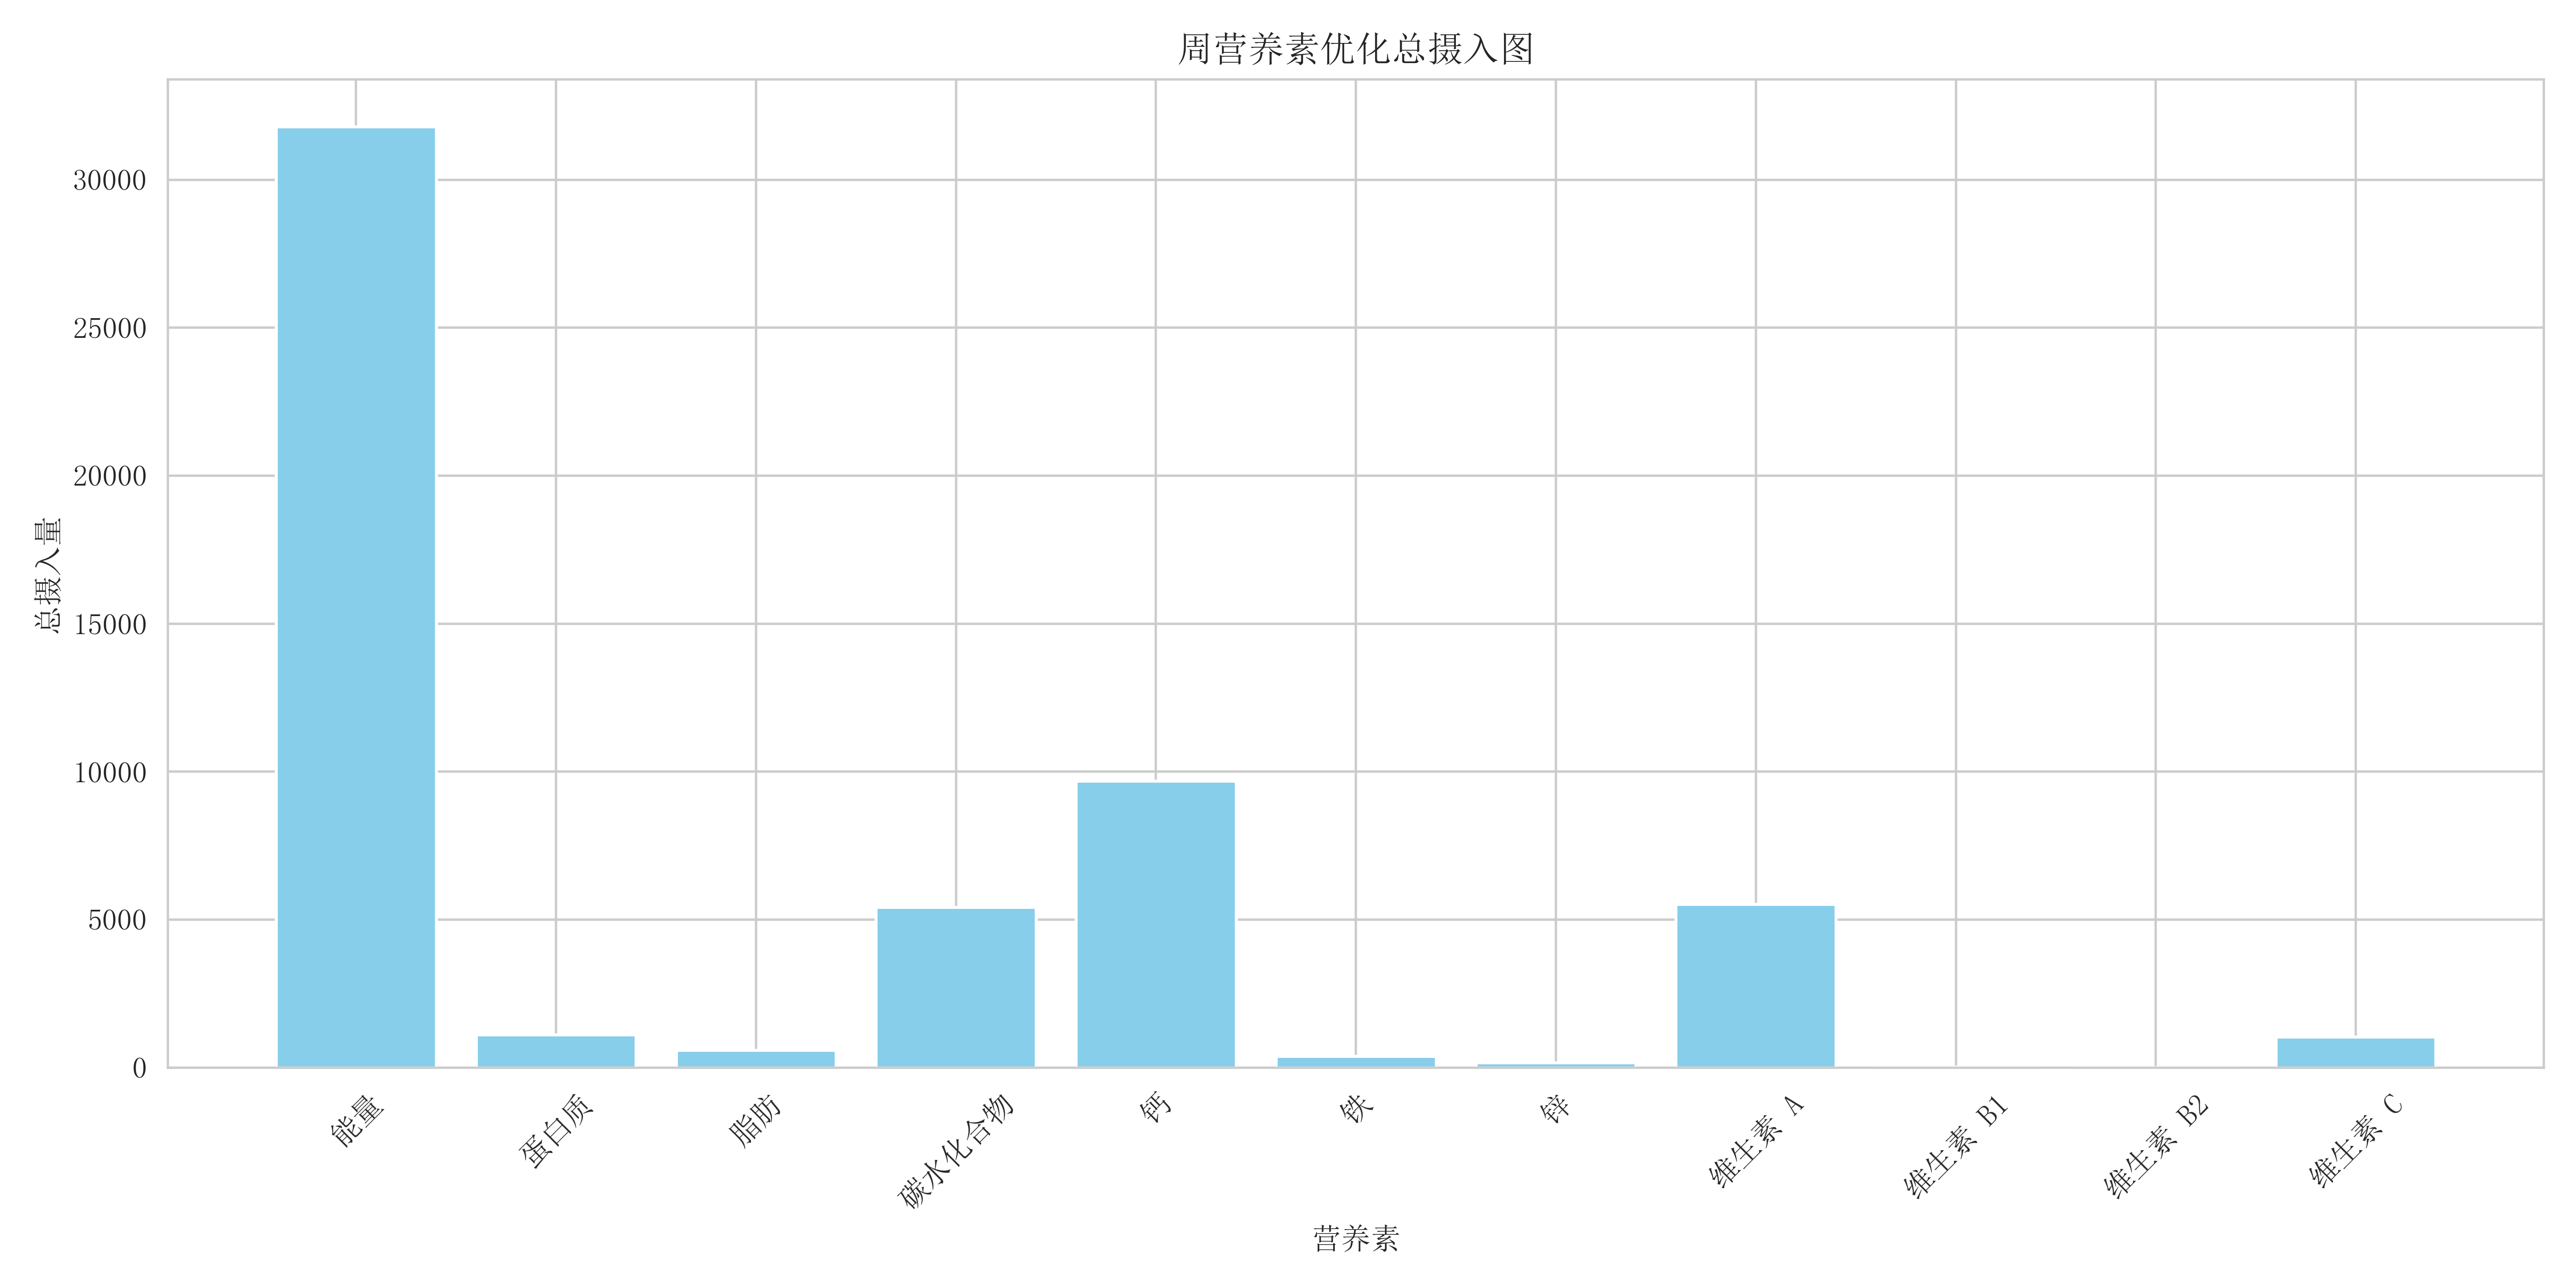 周营养素优化总摄入图
总摄入量
30000
25000
20000
15000
10000
5000
0
能量
蛋白质
脂肪
碳水化合物
钙
铁
锌
维生素 A
维生素 B1
维生素 B2
维生素 C
营养素